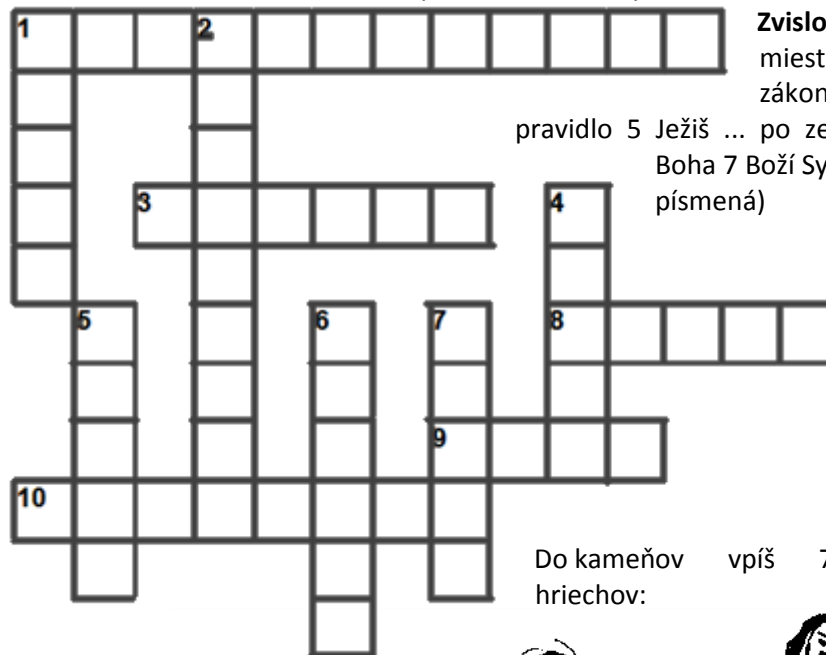 Zvislo
miest
zákon
pravidlo 5 Ježiš ... po ze
Boha 7 Boží Sy
písmená)
1 2
3 4
5 6 7 8
9
10
Do kameňov vpíš 7
hriechov: